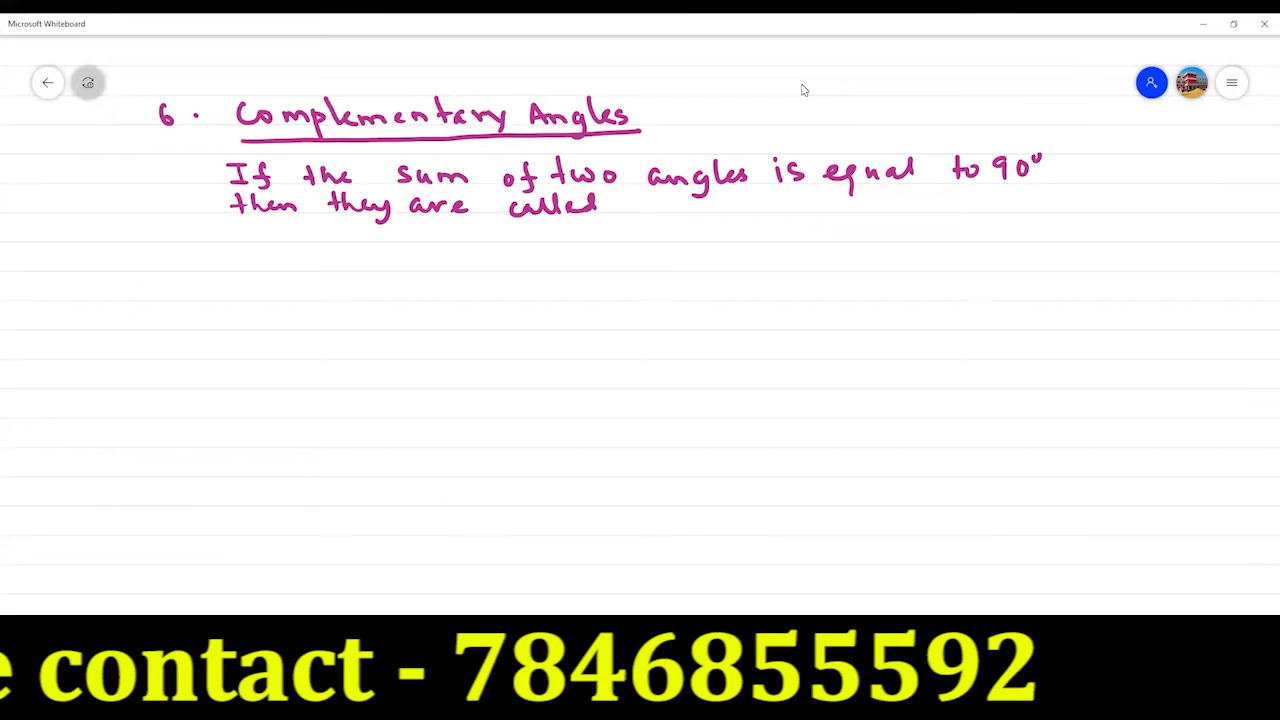 Microsoft Whiteboard
6. Complementary Angles
If the sum of two angles is equal to 90°
then they are called
e contact - 7846855592